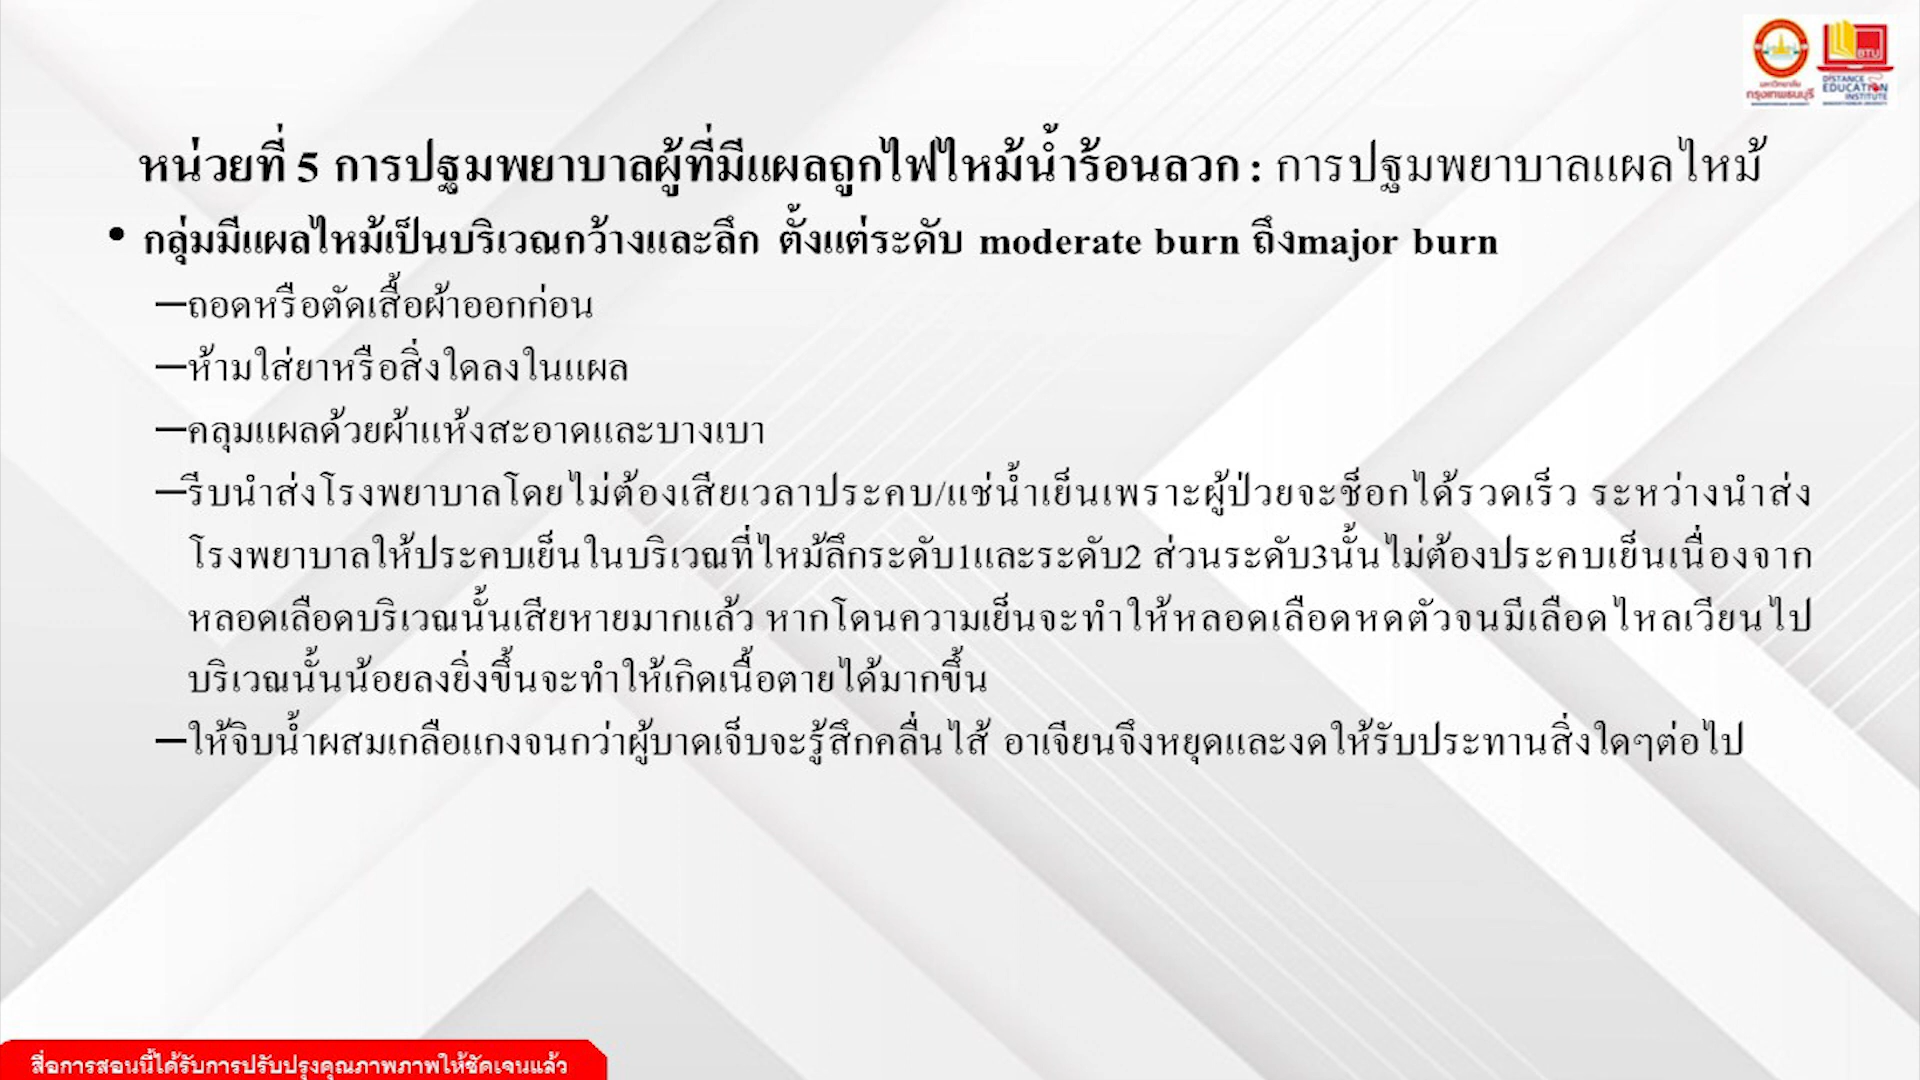 BTU
DISTANCE
EDUCATION
INSTITUTE
มหาวิทยาลัย
กรุงเทพธนบุรี
หน่วยที่ 5 การปฐมพยาบาลผู้ที่มีแผลถูกไฟไหม้น้ำร้อนลวก : การปฐมพยาบาลแผลไหม้
• กลุ่มมีแผลไหม้เป็นบริเวณกว้างและลึก ตั้งแต่ระดับ moderate burn ถึงmajor burn
–ถอดหรือตัดเสื้อผ้าออกก่อน
–ห้ามใส่ยาหรือสิ่งใดลงในแผล
–คลุมแผลด้วยผ้าแห้งสะอาดและบางเบา
–รีบนำส่งโรงพยาบาลโดยไม่ต้องเสียเวลาประคบ/แช่น้ำเย็นเพราะผู้ป่วยจะช็อกได้รวดเร็ว ระหว่างนำส่ง
โรงพยาบาลให้ประคบเย็นในบริเวณที่ไหม้ลึกระดับ1และระดับ2 ส่วนระดับ3นั้นไม่ต้องประคบเย็นเนื่องจาก
หลอดเลือดบริเวณนั้นเสียหายมากแล้ว หากโดนความเย็นจะทำให้หลอดเลือดหดตัวจนมีเลือดไหลเวียนไป
บริเวณนั้นน้อยลงยิ่งขึ้นจะทำให้เกิดเนื้อตายได้มากขึ้น
–ให้จิบน้ำผสมเกลือแกงจนกว่าผู้บาดเจ็บจะรู้สึกคลื่นไส้ อาเจียนจึงหยุดและงดให้รับประทานสิ่งใดๆต่อไป
สื่อการสอนนี้ได้รับการปรับปรุงคุณภาพภาพให้ชัดเจนแล้ว